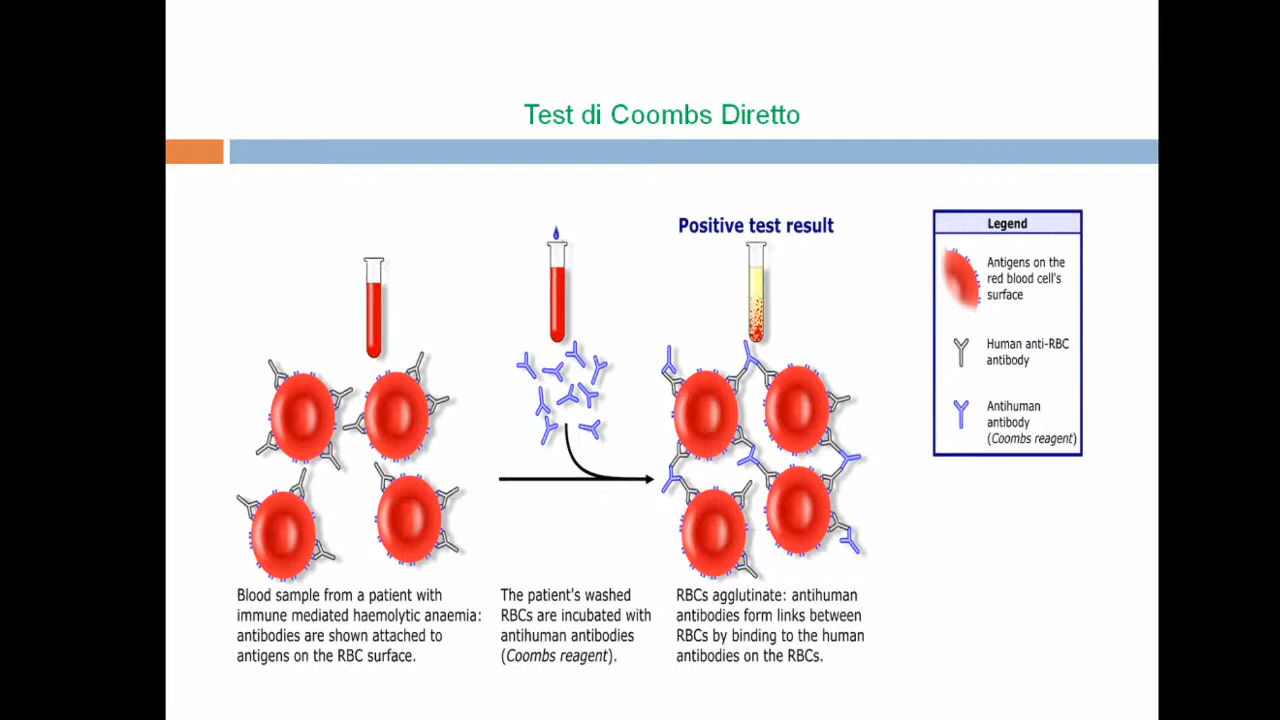 Test di Coombs Diretto
Positive test result
Legend
Antigens on the
red blood cell's
surface
Human anti-RBC
antibody
Antihuman
antibody
(Coombs reagent)
Blood sample from a patient with
immune mediated haemolytic anaemia:
antibodies are shown attached to
antigens on the RBC surface.
The patient's washed
RBCs are incubated with
antihuman antibodies
(Coombs reagent).
RBCs agglutinate: antihuman
antibodies form links between
RBCs by binding to the human
antibodies on the RBCs.